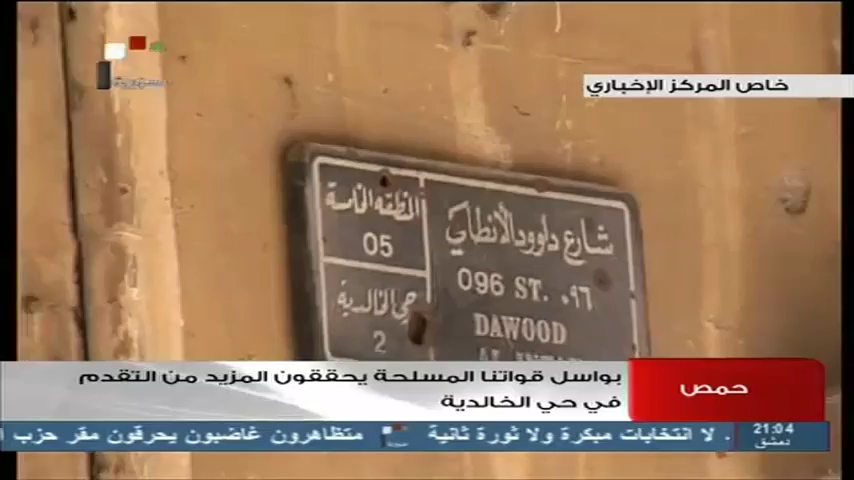 سورية
خاص المركز الإخباري
المنطقة الخامسة
05
حي الخالدية
2
شارع داوود الأنطاكي
096 ST. ٠٩٦
DAWOOD
حمص
بواسل قواتنا المسلحة يحققون المزيد من التقدم
في حي الخالدية
21:04
دمشق
. لا انتخابات مبكرة ولا ثورة ثانية
متظاهرون غاضبون يحرقون مقر حزب ا